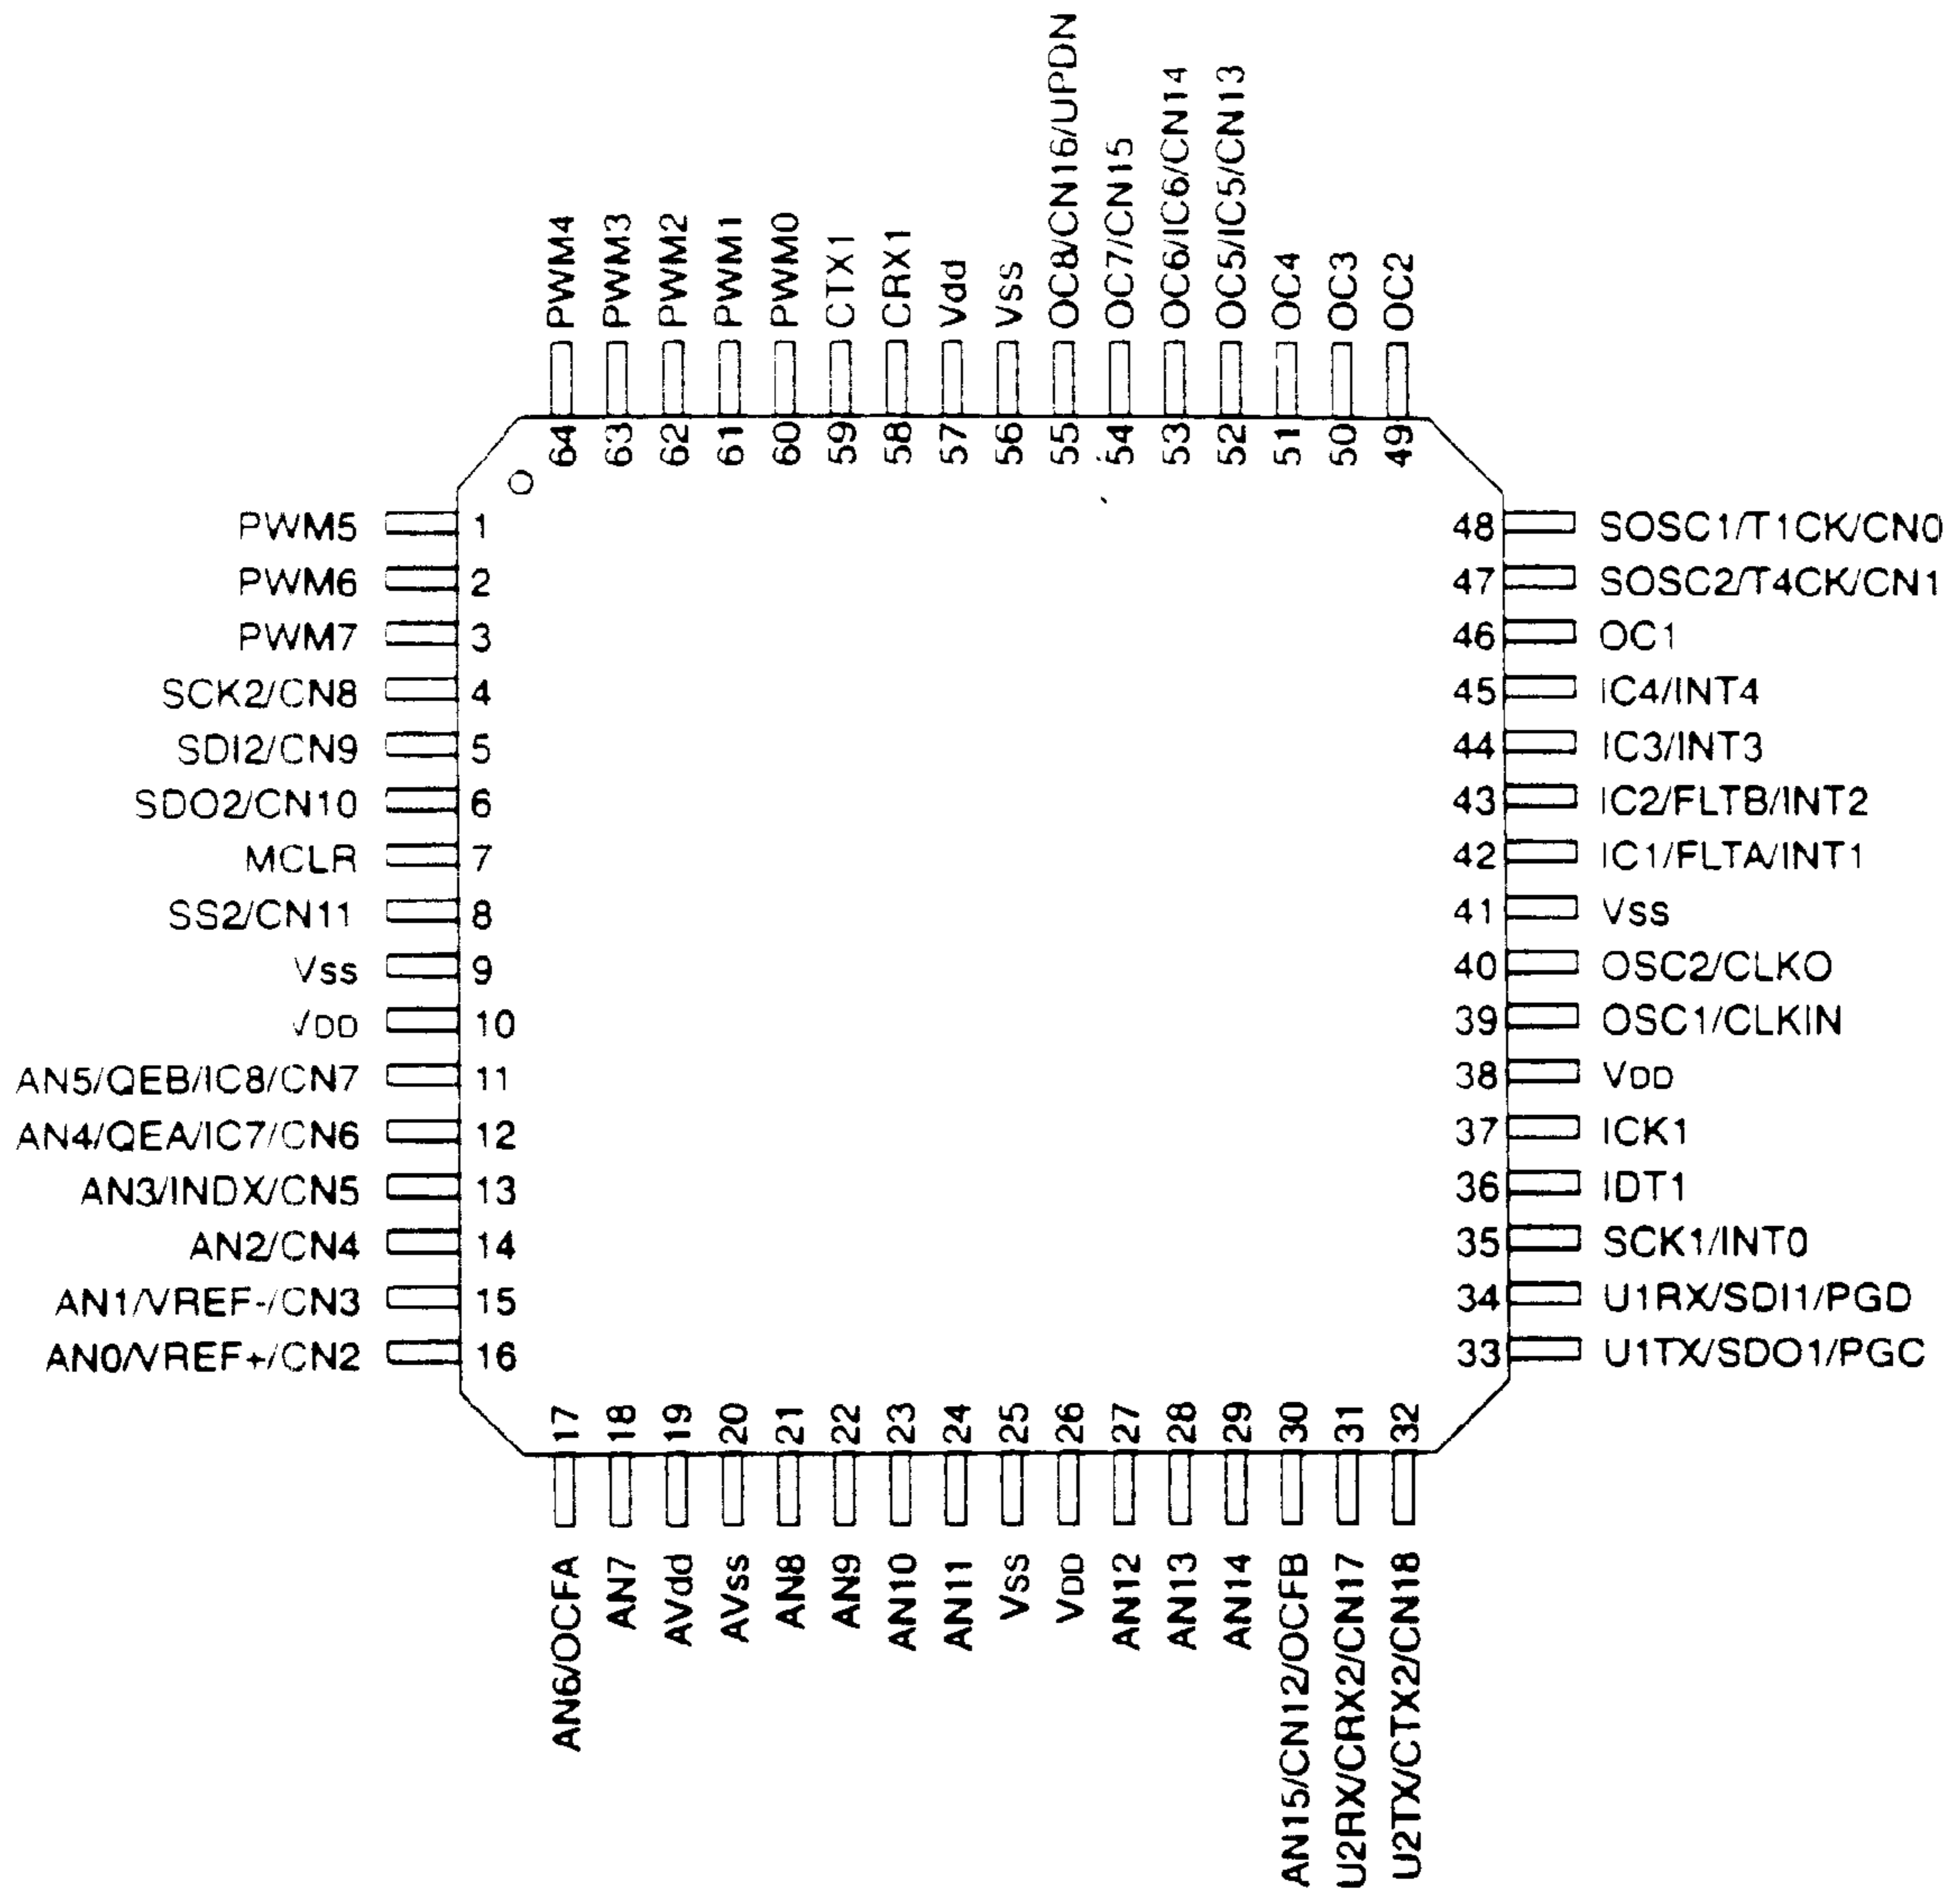 PWM4
PWM3
PWM2
PWM1
PWM0
CTX1
CRX1
Vdd
Vss
OC8/CN16/UPDN
OC7/CN15
OC6/IC6/CN14
OC5/IC5/CN13
OC4
OC3
OC2
64 63 62 61 60 59 58 57 56 55 54 53 52 51 50 49
PWM5 1
PWM6 2
PWM7 3
SCK2/CN8 4
SDI2/CN9 5
SDO2/CN10 6
MCLR 7
SS2/CN11 8
Vss 9
VDD 10
AN5/QEB/IC8/CN7 11
AN4/QEA/IC7/CN6 12
AN3/INDX/CN5 13
AN2/CN4 14
AN1/VREF-/CN3 15
AN0/VREF+/CN2 16
48 SOSC1/T1CK/CN0
47 SOSC2/T4CK/CN1
46 OC1
45 IC4/INT4
44 IC3/INT3
43 IC2/FLTB/INT2
42 IC1/FLTA/INT1
41 Vss
40 OSC2/CLKO
39 OSC1/CLKIN
38 VDD
37 ICK1
36 IDT1
35 SCK1/INT0
34 U1RX/SDI1/PGD
33 U1TX/SDO1/PGC
17 18 19 20 21 22 23 24 25 26 27 28 29 30 31 32
AN6/OCFA
AN7
AVdd
AVss
AN8
AN9
AN10
AN11
Vss
VDD
AN12
AN13
AN14
AN15/CN12/OCFB
U2RX/CRX2/CN17
U2TX/CTX2/CN18